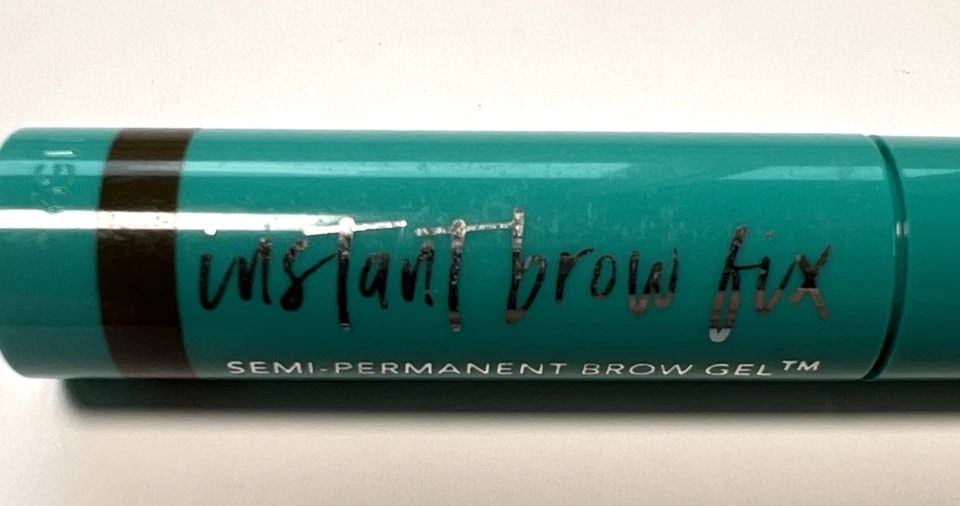 instant brow fix
SEMI-PERMANENT BROW GEL™